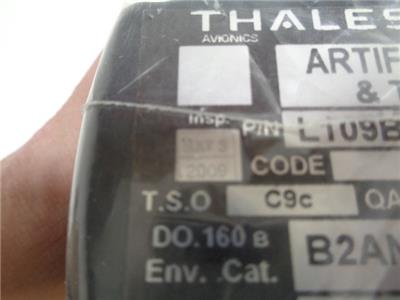 THALES
AVIONICS
ARTIF
& T
Insp. P/N L109B
2009
CODE
T.S.O C9c QA
DO.160 B B2AN
Env. Cat.